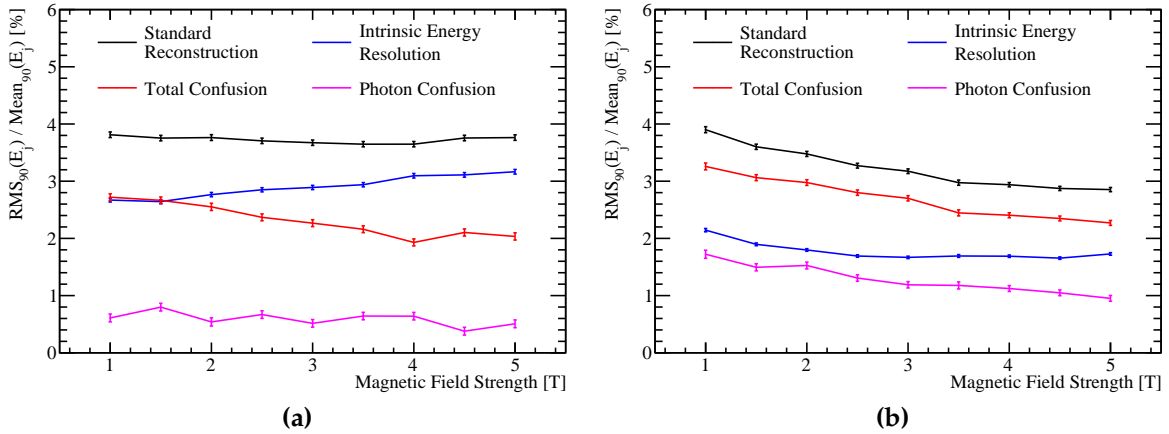 RMS90(Ej) / Mean90(Ej) [%]
6
5
4
3
2
1
0
Standard Reconstruction
Intrinsic Energy Resolution
Total Confusion
Photon Confusion
1 2 3 4 5
Magnetic Field Strength [T]
(a)
RMS90(Ej) / Mean90(Ej) [%]
6
5
4
3
2
1
0
Standard Reconstruction
Intrinsic Energy Resolution
Total Confusion
Photon Confusion
1 2 3 4 5
Magnetic Field Strength [T]
(b)